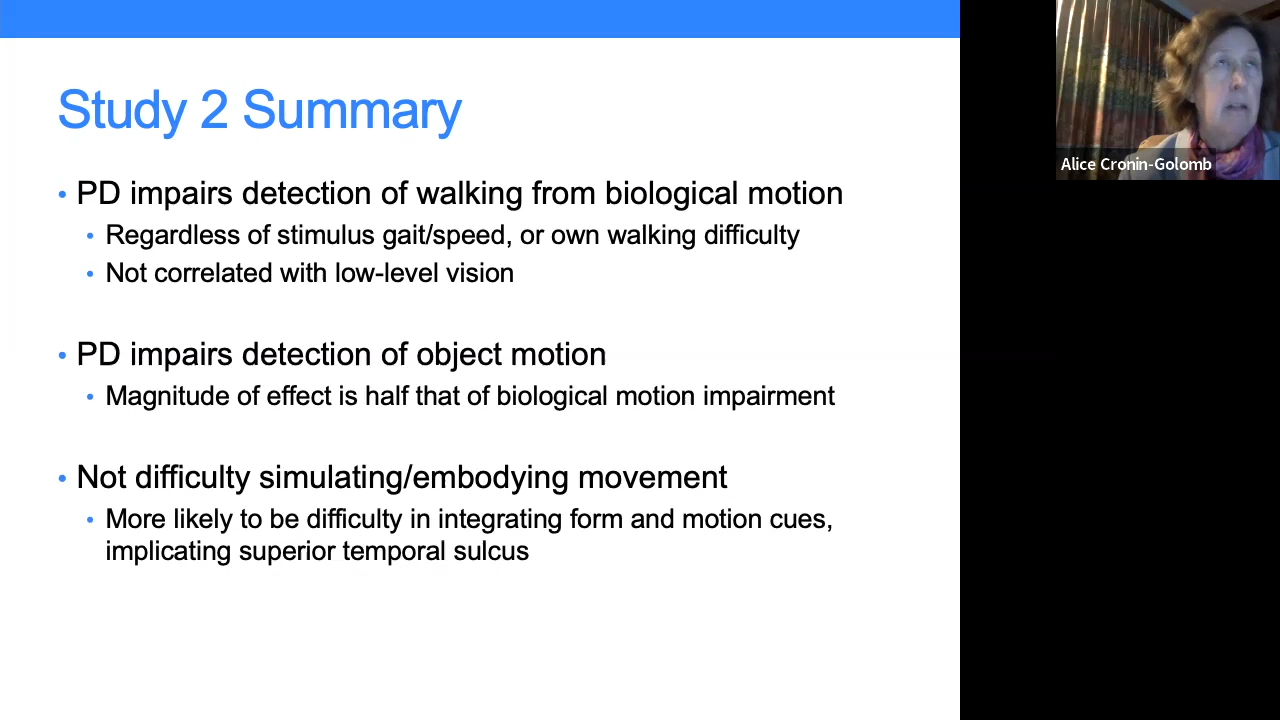 Study 2 Summary
• PD impairs detection of walking from biological motion
• Regardless of stimulus gait/speed, or own walking difficulty
• Not correlated with low-level vision
• PD impairs detection of object motion
• Magnitude of effect is half that of biological motion impairment
• Not difficulty simulating/embodying movement
• More likely to be difficulty in integrating form and motion cues,
implicating superior temporal sulcus
Alice Cronin-Golomb